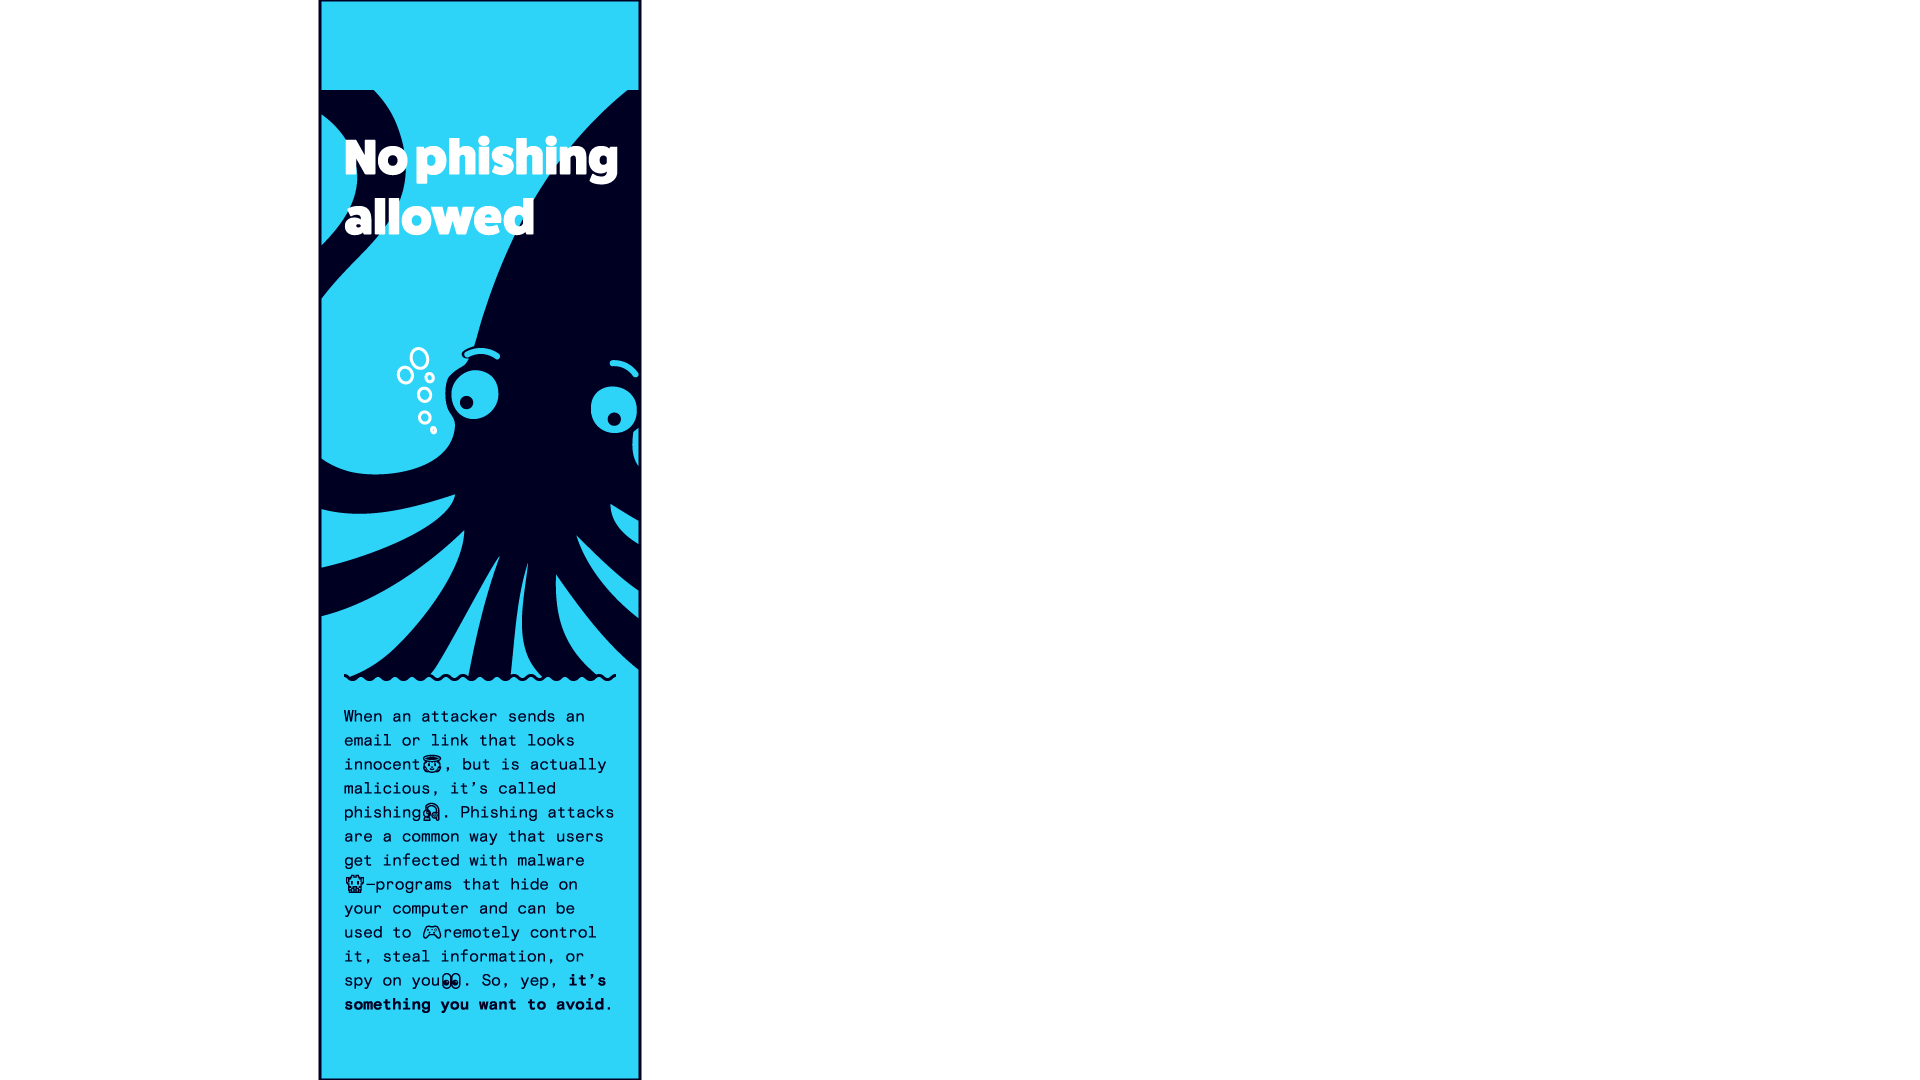 No phishing
allowed
When an attacker sends an
email or link that looks
innocent😇, but is actually
malicious, it’s called
phishing🎣. Phishing attacks
are a common way that users
get infected with malware
👹—programs that hide on
your computer and can be
used to 🎮remotely control
it, steal information, or
spy on you👀. So, yep, it’s
something you want to avoid.